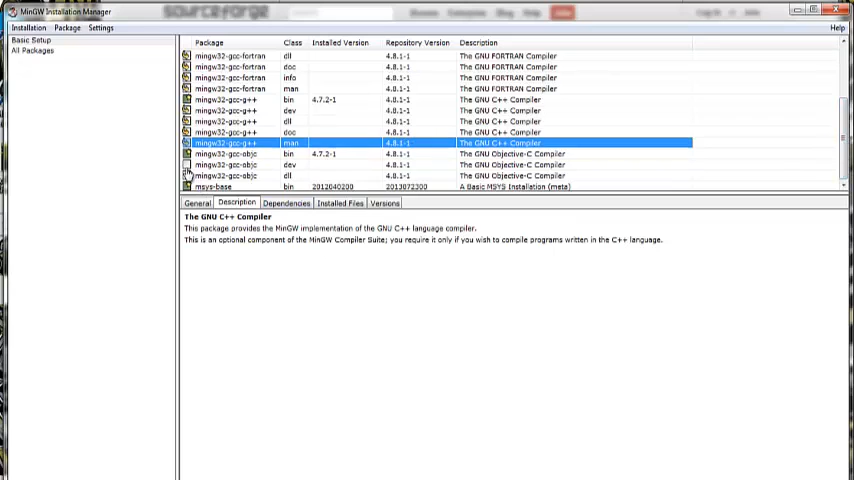 MinGW Installation Manager
Installation Package Settings Help
Basic Setup
All Packages
Package Class Installed Version Repository Version Description
mingw32-gcc-fortran dll 4.8.1-1 The GNU FORTRAN Compiler
mingw32-gcc-fortran doc 4.8.1-1 The GNU FORTRAN Compiler
mingw32-gcc-fortran info 4.8.1-1 The GNU FORTRAN Compiler
mingw32-gcc-fortran man 4.8.1-1 The GNU FORTRAN Compiler
mingw32-gcc-g++ bin 4.7.2-1 4.8.1-1 The GNU C++ Compiler
mingw32-gcc-g++ dev 4.8.1-1 The GNU C++ Compiler
mingw32-gcc-g++ dll 4.8.1-1 The GNU C++ Compiler
mingw32-gcc-g++ doc 4.8.1-1 The GNU C++ Compiler
mingw32-gcc-g++ man 4.8.1-1 The GNU C++ Compiler
mingw32-gcc-objc bin 4.7.2-1 4.8.1-1 The GNU Objective-C Compiler
mingw32-gcc-objc dev 4.8.1-1 The GNU Objective-C Compiler
mingw32-gcc-objc dll 4.8.1-1 The GNU Objective-C Compiler
msys-base bin 2012040200 2013072300 A Basic MSYS Installation (meta)
General Description Dependencies Installed Files Versions
The GNU C++ Compiler
This package provides the MinGW implementation of the GNU C++ language compiler.
This is an optional component of the MinGW Compiler Suite; you require it only if you wish to compile programs written in the C++ language.